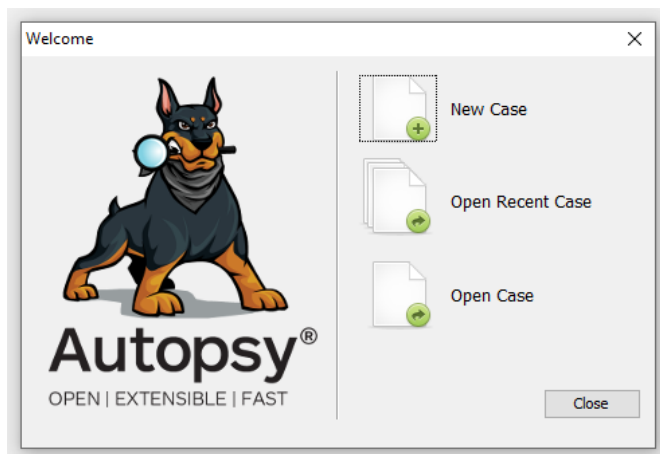 Welcome
New Case
Open Recent Case
Open Case
Autopsy®
OPEN | EXTENSIBLE | FAST
Close